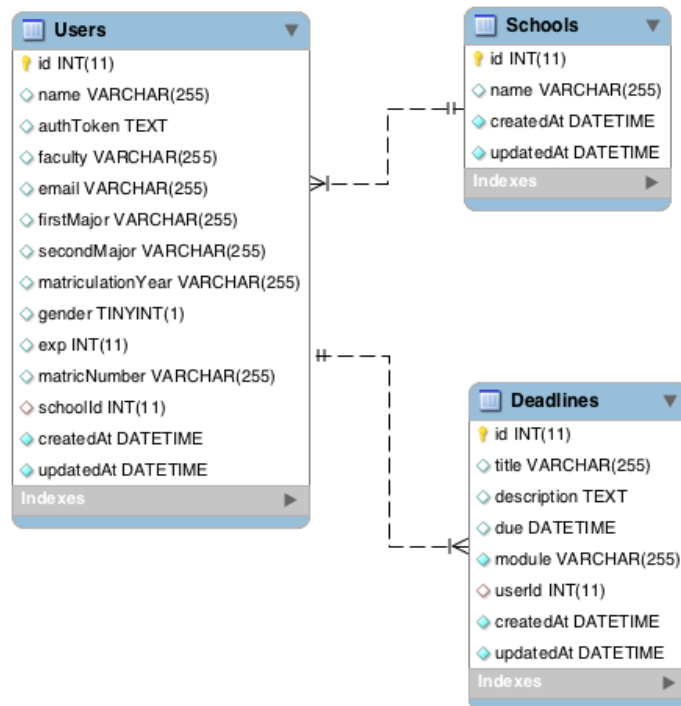 Users
id INT(11)
name VARCHAR(255)
authToken TEXT
faculty VARCHAR(255)
email VARCHAR(255)
firstMajor VARCHAR(255)
secondMajor VARCHAR(255)
matriculationYear VARCHAR(255)
gender TINYINT(1)
exp INT(11)
matricNumber VARCHAR(255)
schoolId INT(11)
createdAt DATETIME
updatedAt DATETIME
Indexes
Schools
id INT(11)
name VARCHAR(255)
createdAt DATETIME
updatedAt DATETIME
Indexes
Deadlines
id INT(11)
title VARCHAR(255)
description TEXT
due DATETIME
module VARCHAR(255)
userId INT(11)
createdAt DATETIME
updatedAt DATETIME
Indexes